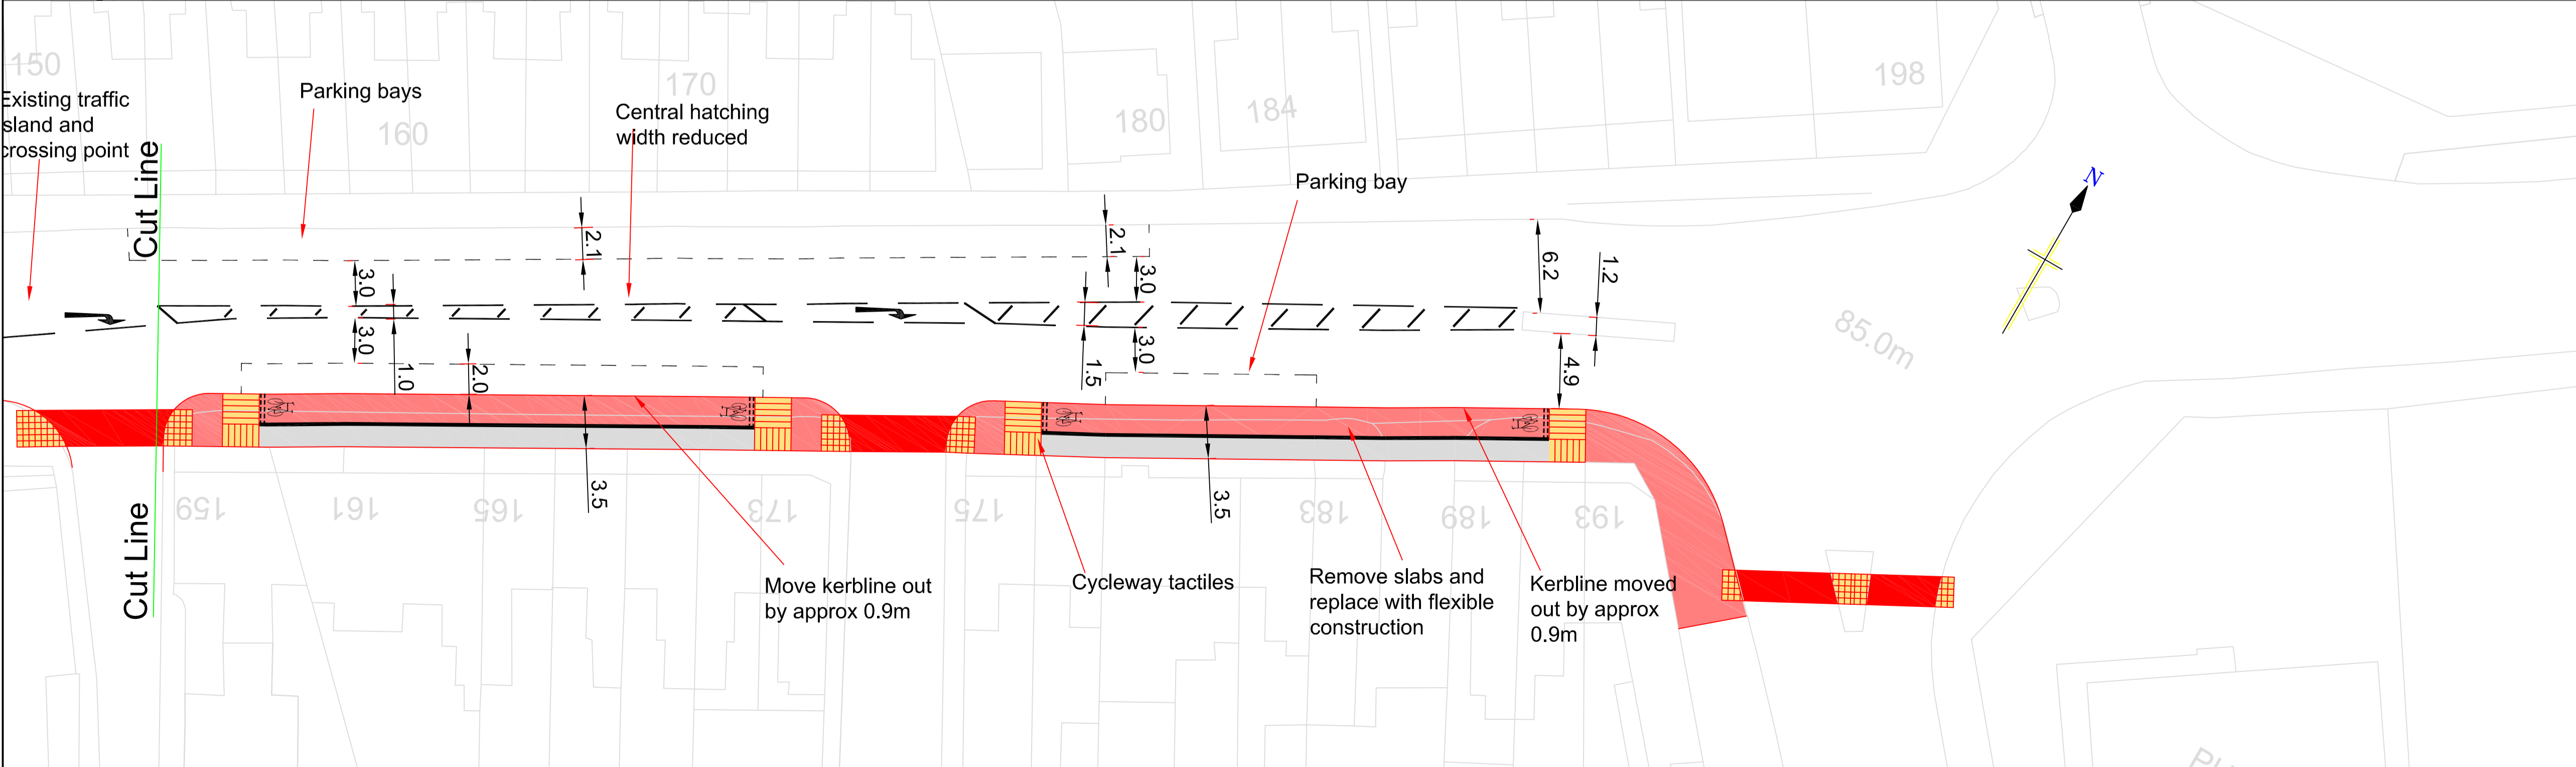 150
Existing traffic
island and
crossing point
Cut Line
Parking bays
160
170
Central hatching
width reduced
180
184
198
Parking bay
N
2.1
2.1
3.0
3.0
6.2
1.2
3.0
3.0
1.0
2.0
1.5
4.9
85.0m
3.5
3.5
Cut Line
159
161
165
173
175
183
189
193
Move kerbline out
by approx 0.9m
Cycleway tactiles
Remove slabs and
replace with flexible
construction
Kerbline moved
out by approx
0.9m